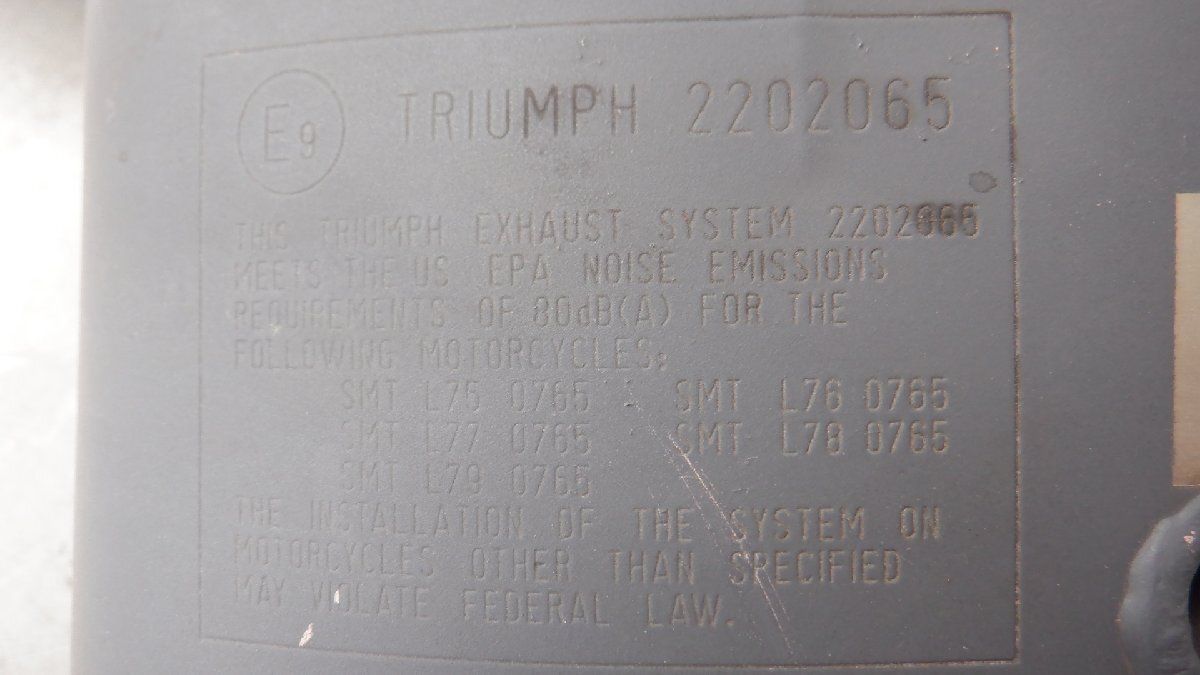 E9 TRIUMPH 2202065
THIS TRIUMPH EXHAUST SYSTEM 2202065
MEETS THE US EPA NOISE EMISSIONS
REQUIREMENTS OF 80dB(A) FOR THE
FOLLOWING MOTORCYCLES:
SMT L75 0765 SMT L76 0765
SMT L77 0765 SMT L78 0765
SMT L79 0765
THE INSTALLATION OF THE SYSTEM ON
MOTORCYCLES OTHER THAN SPECIFIED
MAY VIOLATE FEDERAL LAW.